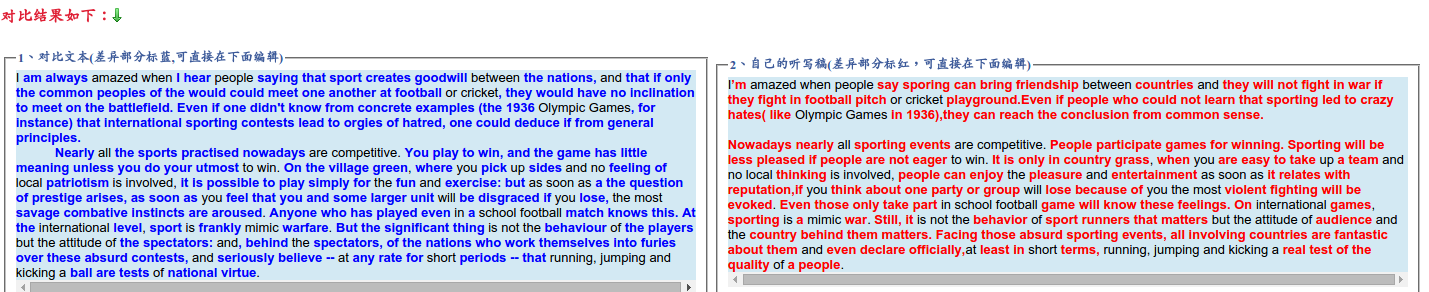 对比结果如下：
1、对比文本(差异部分标蓝,可直接在下面编辑)
I am always amazed when I hear people saying that sport creates goodwill between the nations, and that if only
the common peoples of the would could meet one another at football or cricket, they would have no inclination
to meet on the battlefield. Even if one didn't know from concrete examples (the 1936 Olympic Games, for
instance) that international sporting contests lead to orgies of hatred, one could deduce if from general
principles.
Nearly all the sports practised nowadays are competitive. You play to win, and the game has little
meaning unless you do your utmost to win. On the village green, where you pick up sides and no feeling of
local patriotism is involved, it is possible to play simply for the fun and exercise: but as soon as a the question
of prestige arises, as soon as you feel that you and some larger unit will be disgraced if you lose, the most
savage combative instincts are aroused. Anyone who has played even in a school football match knows this. At
the international level, sport is frankly mimic warfare. But the significant thing is not the behaviour of the players
but the attitude of the spectators: and, behind the spectators, of the nations who work themselves into furies
over these absurd contests, and seriously believe -- at any rate for short periods -- that running, jumping and
kicking a ball are tests of national virtue.
2、自己的听写稿(差异部分标红，可直接在下面编辑)
I'm amazed when people say sporing can bring friendship between countries and they will not fight in war if
they fight in football pitch or cricket playground.Even if people who could not learn that sporting led to crazy
hates( like Olympic Games in 1936),they can reach the conclusion from common sense.
Nowadays nearly all sporting events are competitive. People participate games for winning. Sporting will be
less pleased if people are not eager to win. It is only in country grass, when you are easy to take up a team and
no local thinking is involved, people can enjoy the pleasure and entertainment as soon as it relates with
reputation,if you think about one party or group will lose because of you the most violent fighting will be
evoked. Even those only take part in school football game will know these feelings. On international games,
sporting is a mimic war. Still, it is not the behavior of sport runners that matters but the attitude of audience and
the country behind them matters. Facing those absurd sporting events, all involving countries are fantastic
about them and even declare officially,at least in short terms, running, jumping and kicking a real test of the
quality of a people.